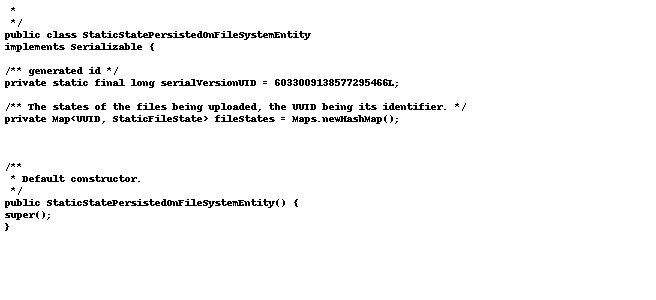 *
*/
public class StaticStatePersistedOnFileSystemEntity
implements Serializable {
/** generated id */
private static final long serialVersionUID = 6033009138577295466L;
/** The states of the files being uploaded, the UUID being its identifier. */
private Map<UUID, StaticFileState> fileStates = Maps.newHashMap();
/**
* Default constructor.
*/
public StaticStatePersistedOnFileSystemEntity() {
super();
}